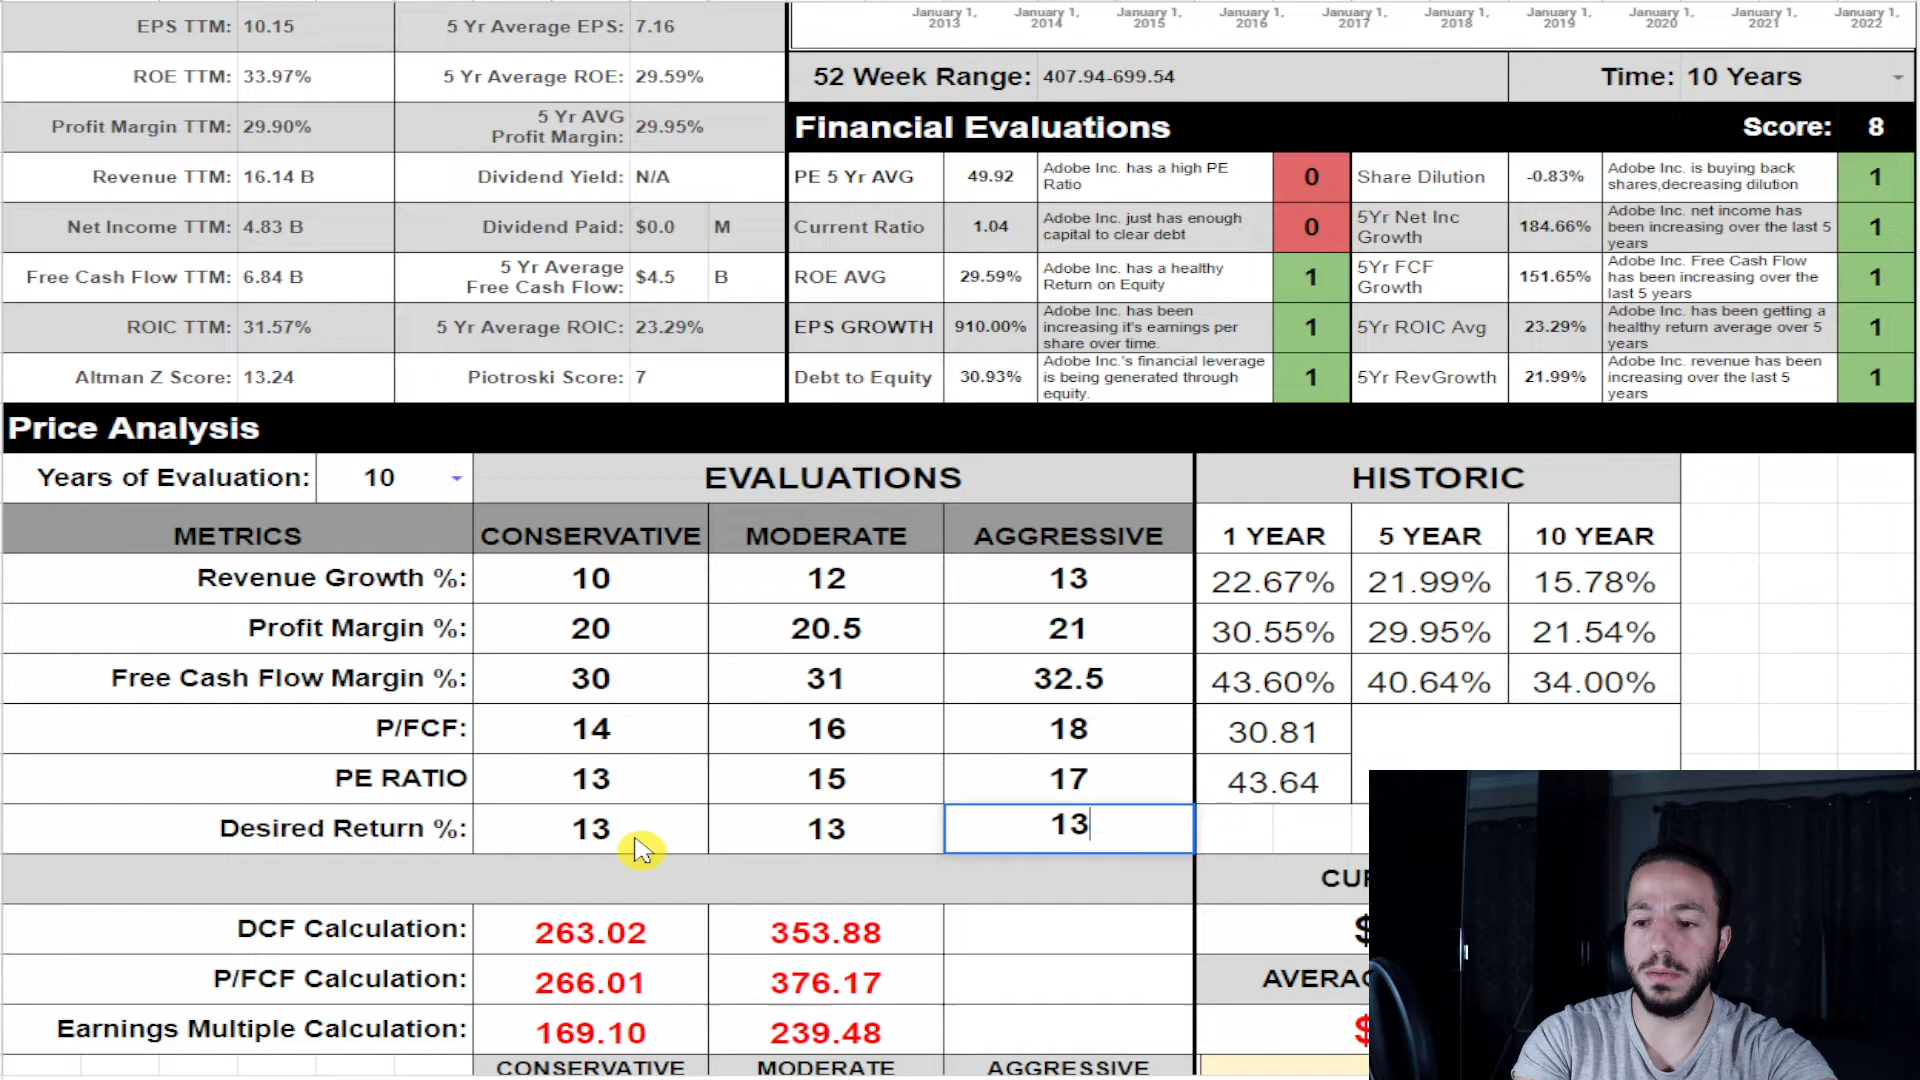 January 1, 2013 January 1, 2014 January 1, 2015 January 1, 2016 January 1, 2017 January 1, 2018 January 1, 2019 January 1, 2020 January 1, 2021 January 1, 2022
EPS TTM: 10.15 5 Yr Average EPS: 7.16
ROE TTM: 33.97% 5 Yr Average ROE: 29.59%
Profit Margin TTM: 29.90% 5 Yr AVG Profit Margin: 29.95%
Revenue TTM: 16.14 B Dividend Yield: N/A
Net Income TTM: 4.83 B Dividend Paid: $0.0 M
Free Cash Flow TTM: 6.84 B 5 Yr Average Free Cash Flow: $4.5 B
ROIC TTM: 31.57% 5 Yr Average ROIC: 23.29%
Altman Z Score: 13.24 Piotroski Score: 7
52 Week Range: 407.94-699.54 Time: 10 Years
Financial Evaluations Score: 8
PE 5 Yr AVG 49.92 Adobe Inc. has a high PE Ratio 0 Share Dilution -0.83% Adobe Inc. is buying back shares,decreasing dilution 1
Current Ratio 1.04 Adobe Inc. just has enough capital to clear debt 0 5Yr Net Inc Growth 184.66% Adobe Inc. net income has been increasing over the last 5 years 1
ROE AVG 29.59% Adobe Inc. has a healthy Return on Equity 1 5Yr FCF Growth 151.65% Adobe Inc. Free Cash Flow has been increasing over the last 5 years 1
EPS GROWTH 910.00% Adobe Inc. has been increasing it's earnings per share over time. 1 5Yr ROIC Avg 23.29% Adobe Inc. has been getting a healthy return average over 5 years 1
Debt to Equity 30.93% Adobe Inc.'s financial leverage is being generated through equity. 1 5Yr RevGrowth 21.99% Adobe Inc. revenue has been increasing over the last 5 years 1
Price Analysis
Years of Evaluation: 10 EVALUATIONS HISTORIC
METRICS CONSERVATIVE MODERATE AGGRESSIVE 1 YEAR 5 YEAR 10 YEAR
Revenue Growth %: 10 12 13 22.67% 21.99% 15.78%
Profit Margin %: 20 20.5 21 30.55% 29.95% 21.54%
Free Cash Flow Margin %: 30 31 32.5 43.60% 40.64% 34.00%
P/FCF: 14 16 18 30.81
PE RATIO 13 15 17 43.64
Desired Return %: 13 13 13
DCF Calculation: 263.02 353.88
P/FCF Calculation: 266.01 376.17
Earnings Multiple Calculation: 169.10 239.48
CONSERVATIVE MODERATE AGGRESSIVE